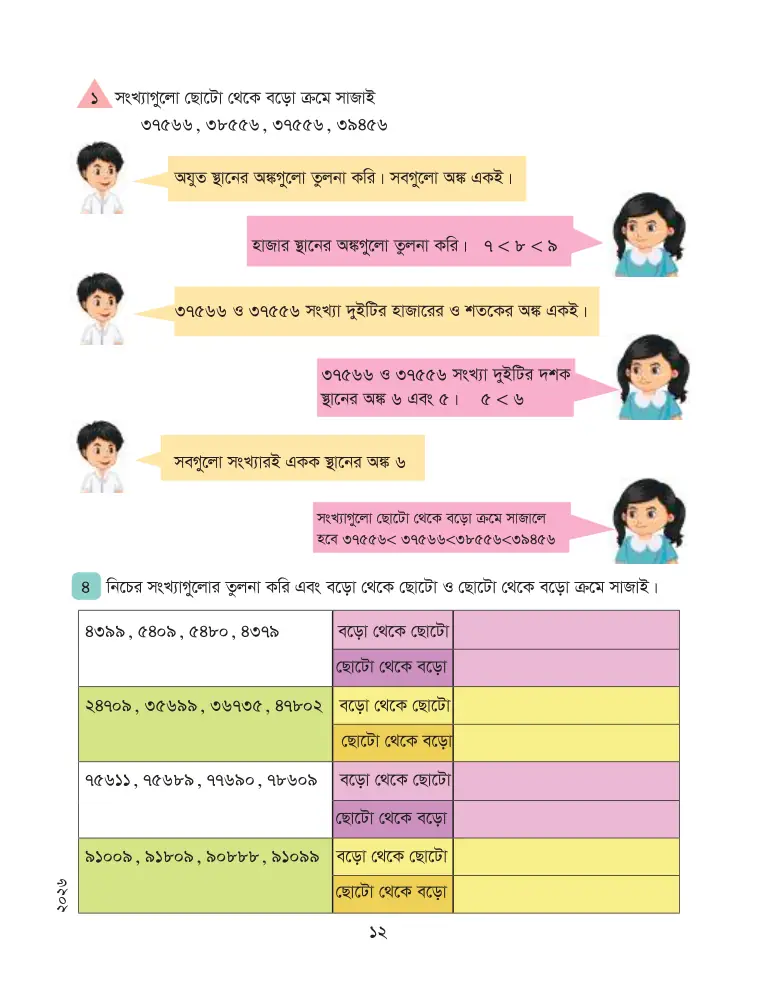 ১ সংখ্যাগুলো ছোটো থেকে বড়ো ক্রমে সাজাই
৩৭৫৬৬ , ৩৮৫৫৬ , ৩৭৫৫৬ , ৩৯৪৫৬
অযুত স্থানের অঙ্কগুলো তুলনা করি। সবগুলো অঙ্ক একই।
হাজার স্থানের অঙ্কগুলো তুলনা করি। ৭ < ৮ < ৯
৩৭৫৬৬ ও ৩৭৫৫৬ সংখ্যা দুইটির হাজারের ও শতকের অঙ্ক একই।
৩৭৫৬৬ ও ৩৭৫৫৬ সংখ্যা দুইটির দশক
স্থানের অঙ্ক ৬ এবং ৫। ৫ < ৬
সবগুলো সংখ্যারই একক স্থানের অঙ্ক ৬
সংখ্যাগুলো ছোটো থেকে বড়ো ক্রমে সাজালে
হবে ৩৭৫৫৬< ৩৭৫৬৬<৩৮৫৫৬<৩৯৪৫৬
৪ নিচের সংখ্যাগুলোর তুলনা করি এবং বড়ো থেকে ছোটো ও ছোটো থেকে বড়ো ক্রমে সাজাই।
৪৩৯৯ , ৫৪০৯ , ৫৪৮০ , ৪৩৭৯ বড়ো থেকে ছোটো
ছোটো থেকে বড়ো
২৪৭০৯ , ৩৫৬৯৯ , ৩৬৭৩৫ , ৪৭৮০২ বড়ো থেকে ছোটো
ছোটো থেকে বড়ো
৭৫৬১১ , ৭৫৬৮৯ , ৭৭৬৯০ , ৭৮৬০৯ বড়ো থেকে ছোটো
ছোটো থেকে বড়ো
৯১০০৯ , ৯১৮০৯ , ৯০৮৮৮ , ৯১০৯৯ বড়ো থেকে ছোটো
ছোটো থেকে বড়ো
২০২৬
১২